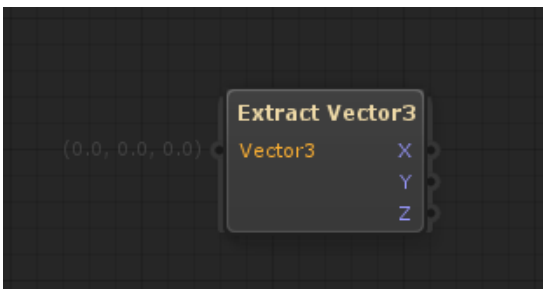 Extract Vector3
(0.0, 0.0, 0.0) Vector3 X
Y
Z